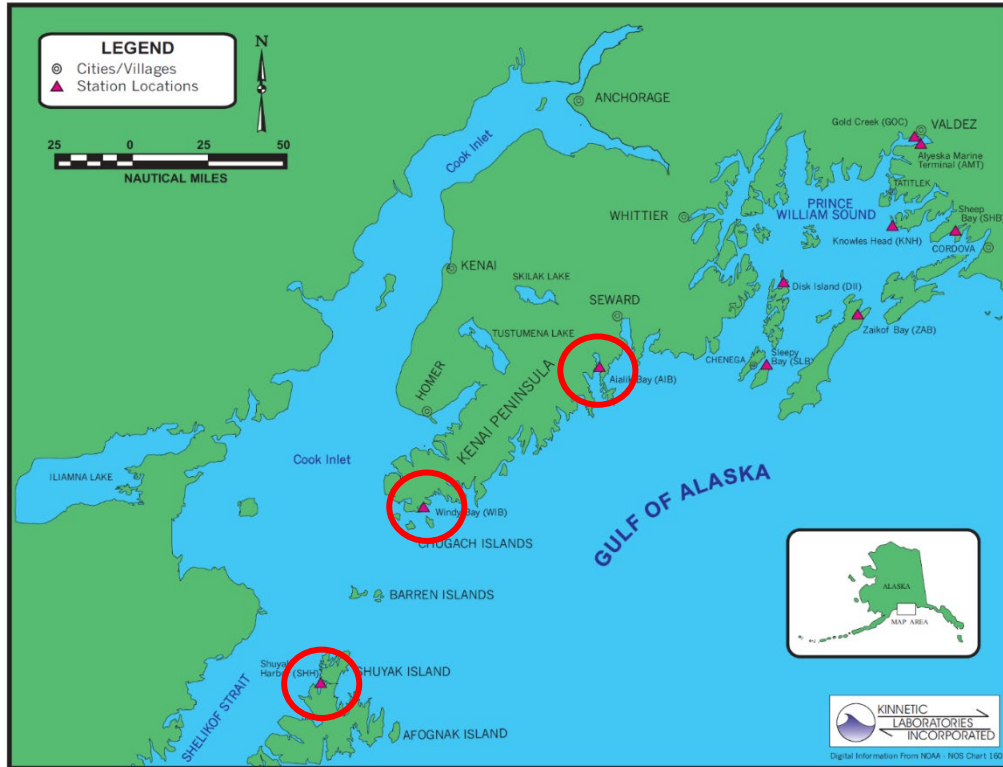 LEGEND
Cities/Villages
Station Locations
N
25 0 25 50
NAUTICAL MILES
ANCHORAGE
Cook Inlet
Gold Creek (GOC)
VALDEZ
Alyeska Marine
Terminal (AMT)
TATITLEK
PRINCE
WILLIAM SOUND
Sheep
Bay (SHB)
WHITTIER
Knowles Head (KNH)
CORDOVA
KENAI
SKILAK LAKE
Disk Island (DII)
SEWARD
Zaikof Bay (ZAB)
TUSTUMENA LAKE
Sleepy
Bay (SLB)
CHENEGA
Aialik Bay (AIB)
HOMER
KENAI PENINSULA
Cook Inlet
ILIAMNA LAKE
GULF OF ALASKA
Windy Bay (WIB)
CHUGACH ISLANDS
BARREN ISLANDS
ALASKA
MAP AREA
Shuyak
Harbor (SHH)
SHUYAK ISLAND
SHELIKOF STRAIT
AFOGNAK ISLAND
KINNETIC
LABORATORIES
INCORPORATED
Digital Information From NOAA - NOS Chart 160